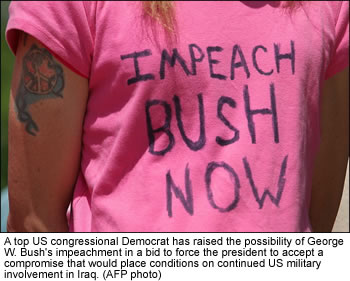 IMPEACH
BUSH
NOW
A top US congressional Democrat has raised the possibility of George
W. Bush's impeachment in a bid to force the president to accept a
compromise that would place conditions on continued US military
involvement in Iraq. (AFP photo)